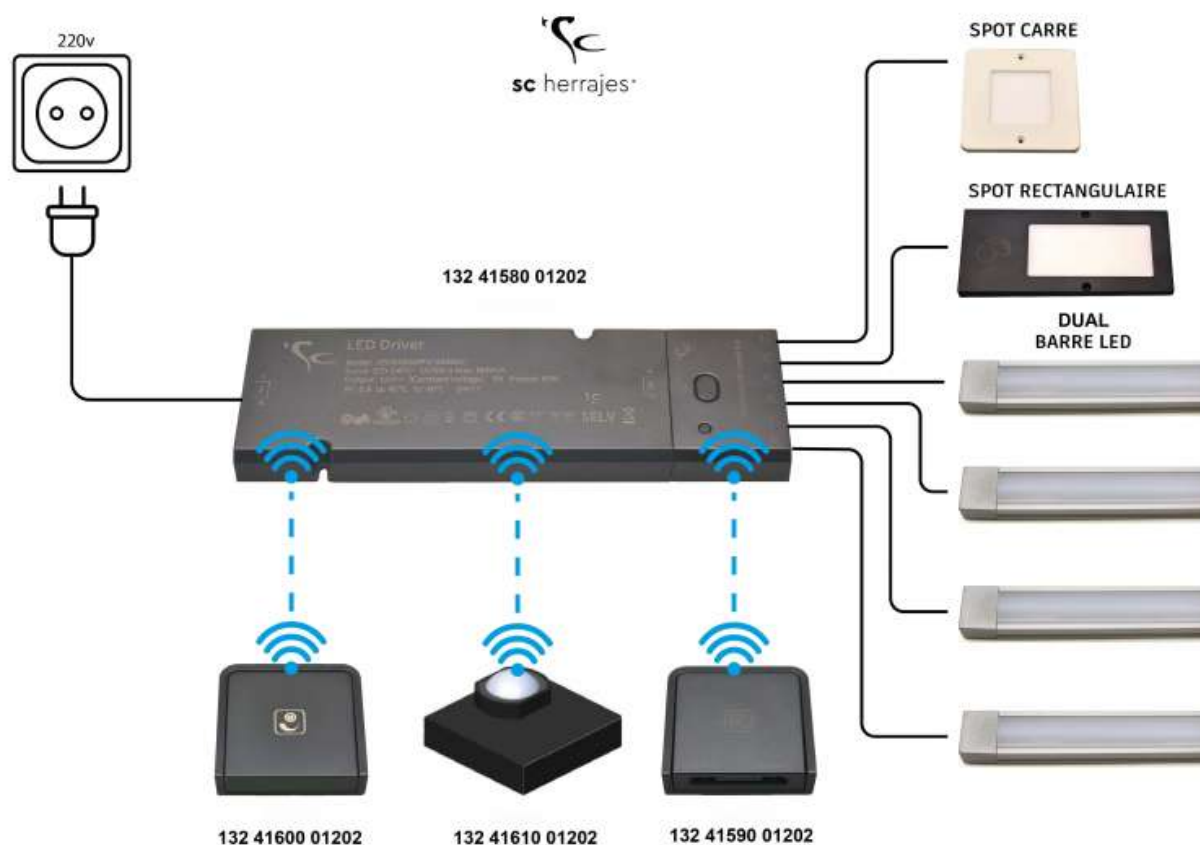 220v
sc herrajes
SPOT CARRE
SPOT RECTANGULAIRE
132 41580 01202
DUAL
BARRE LED
LED Driver
SELV
132 41600 01202
132 41610 01202
132 41590 01202